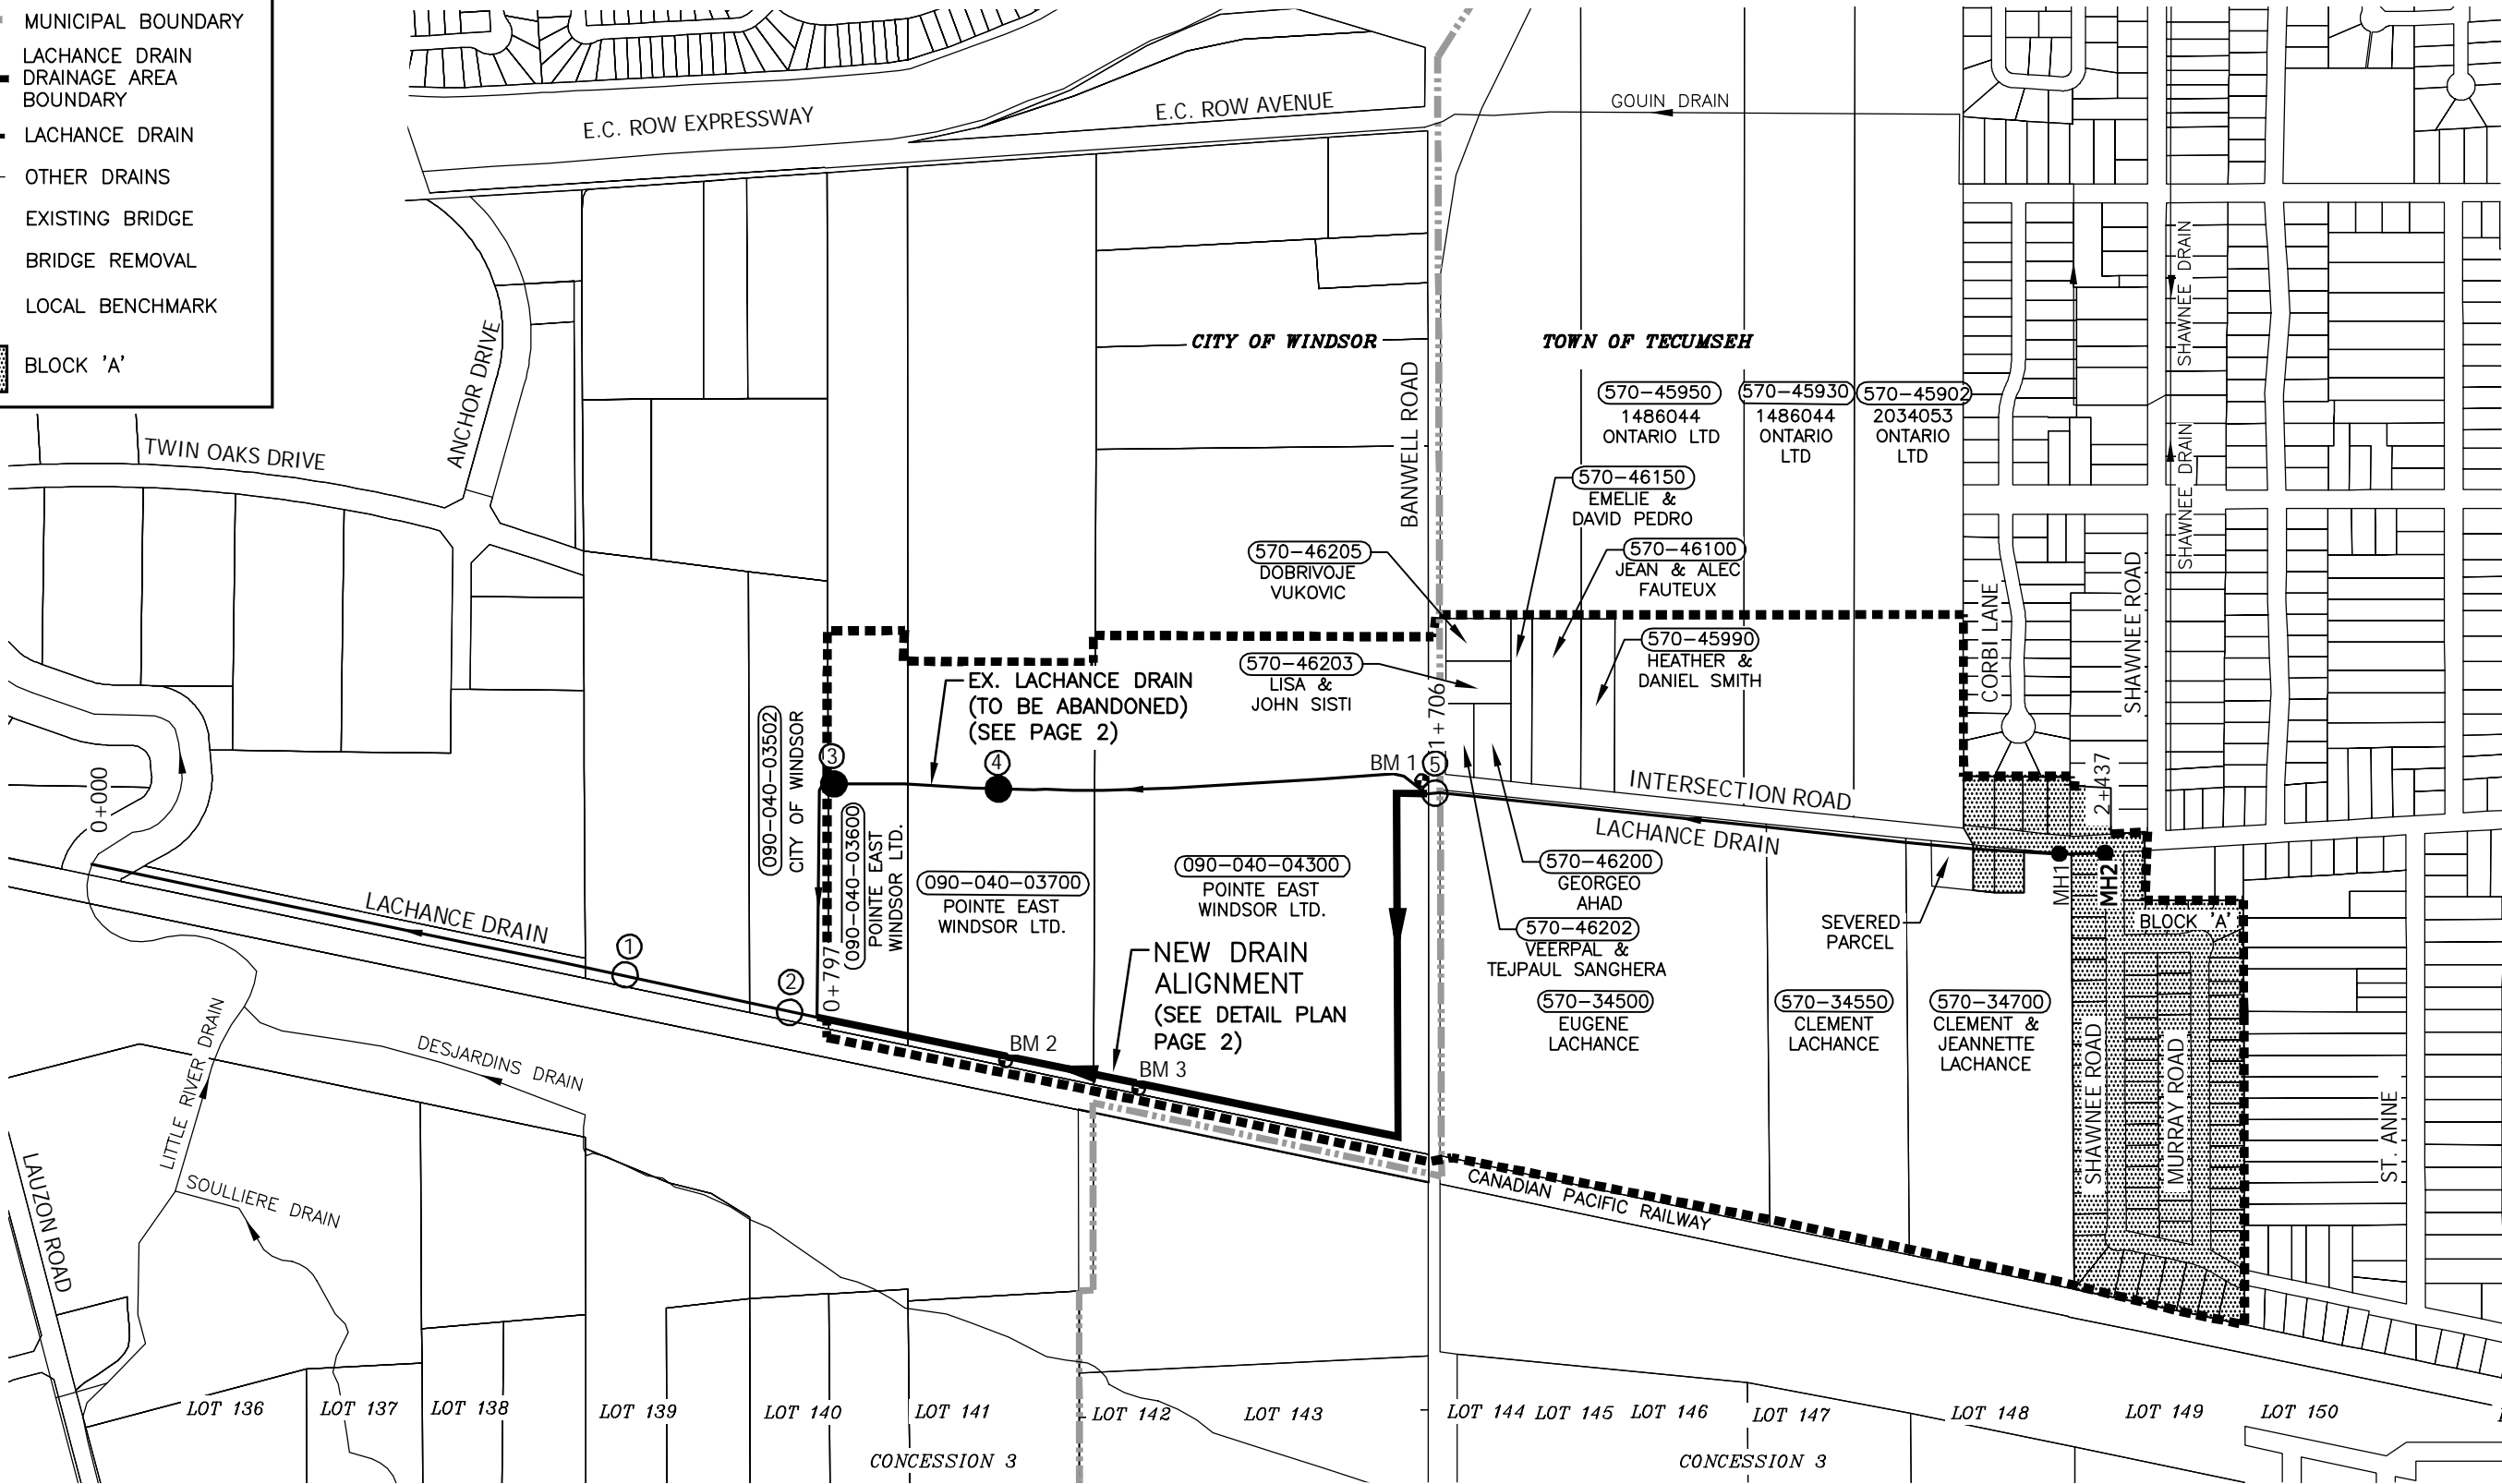 MUNICIPAL BOUNDARY
LACHANCE DRAIN
DRAINAGE AREA
BOUNDARY
LACHANCE DRAIN
OTHER DRAINS
EXISTING BRIDGE
BRIDGE REMOVAL
LOCAL BENCHMARK
BLOCK 'A'
E.C. ROW EXPRESSWAY
E.C. ROW AVENUE
GOUIN DRAIN
TWIN OAKS DRIVE
ANCHOR DRIVE
CITY OF WINDSOR
TOWN OF TECUMSEH
BANWELL ROAD
570-45950
1486044
ONTARIO LTD
570-45930
1486044
ONTARIO
LTD
570-45902
2034053
ONTARIO
LTD
SHAWNEE DRAIN
SHAWNEE DRAIN
SHAWNEE DRAIN
570-46150
EMELIE &
DAVID PEDRO
570-46205
DOBRIVOJE
VUKOVIC
570-46100
JEAN & ALEC
FAUTEUX
570-45990
HEATHER &
DANIEL SMITH
570-46203
LISA &
JOHN SISTI
CORBI LANE
SHAWNEE ROAD
EX. LACHANCE DRAIN
(TO BE ABANDONED)
(SEE PAGE 2)
090-040-03502
CITY OF WINDSOR
3
4
BM 1
5
1+706
0+000
INTERSECTION ROAD
LACHANCE DRAIN
2+437
MH1
MH2
090-040-03600
POINTE EAST
WINDSOR LTD.
090-040-03700
POINTE EAST
WINDSOR LTD.
090-040-04300
POINTE EAST
WINDSOR LTD.
570-46200
GEORGEO
AHAD
570-46202
VEERPAL &
TEJPAUL SANGHERA
SEVERED
PARCEL
BLOCK 'A'
LACHANCE DRAIN
1
2
0+797
NEW DRAIN
ALIGNMENT
(SEE DETAIL PLAN
PAGE 2)
570-34500
EUGENE
LACHANCE
570-34550
CLEMENT
LACHANCE
570-34700
CLEMENT &
JEANNETTE
LACHANCE
BM 2
BM 3
LITTLE RIVER DRAIN
DESJARDINS DRAIN
SOULLIERE DRAIN
LAUZON ROAD
CANADIAN PACIFIC RAILWAY
SHAWNEE ROAD
MURRAY ROAD
ST. ANNE
LOT 136
LOT 137
LOT 138
LOT 139
LOT 140
LOT 141
LOT 142
LOT 143
LOT 144
LOT 145
LOT 146
LOT 147
LOT 148
LOT 149
LOT 150
CONCESSION 3
CONCESSION 3